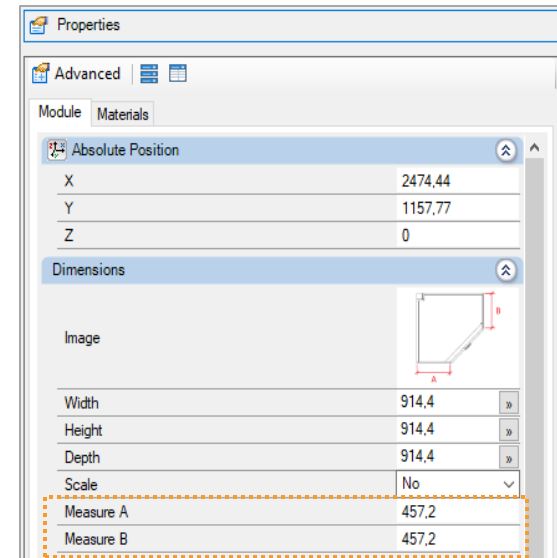 Properties
Advanced
Module Materials
Absolute Position
X 2474,44
Y 1157,77
Z 0
Dimensions
Image
B
A
Width 914,4 »
Height 914,4 »
Depth 914,4 »
Scale No
Measure A 457,2
Measure B 457,2